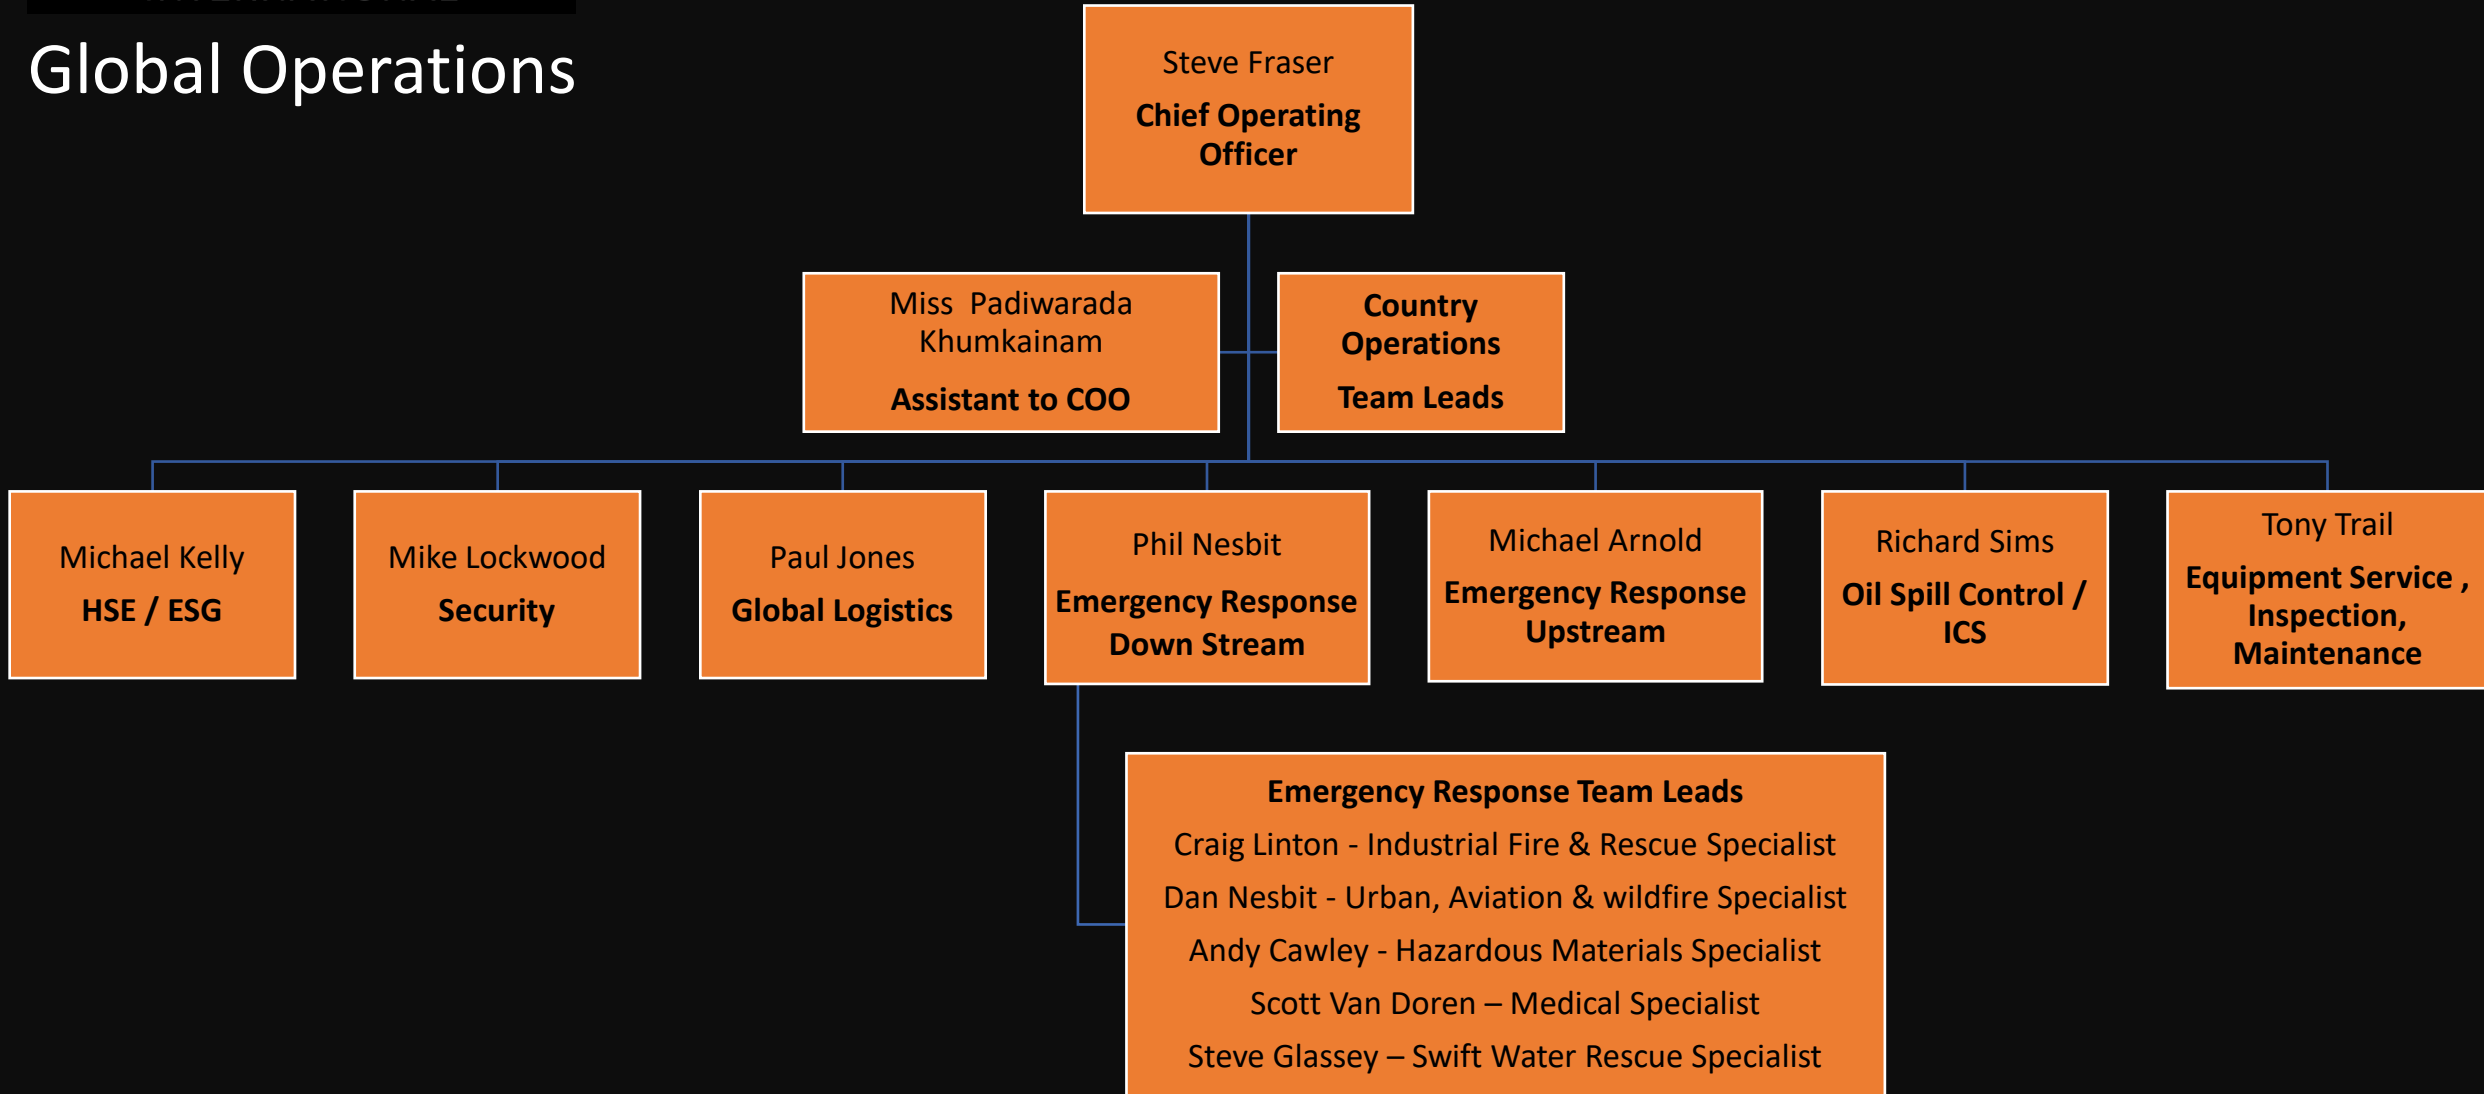 Global Operations
Steve Fraser
Chief Operating
Officer
Miss  Padiwarada
Khumkainam
Assistant to COO
Country
Operations
Team Leads
Michael Kelly
HSE / ESG
Mike Lockwood
Security
Paul Jones
Global Logistics
Phil Nesbit
Emergency Response
Down Stream
Michael Arnold
Emergency Response
Upstream
Richard Sims
Oil Spill Control /
ICS
Tony Trail
Equipment Service ,
Inspection,
Maintenance
Emergency Response Team Leads
Craig Linton - Industrial Fire & Rescue Specialist
Dan Nesbit - Urban, Aviation & wildfire Specialist
Andy Cawley - Hazardous Materials Specialist
Scott Van Doren – Medical Specialist
Steve Glassey – Swift Water Rescue Specialist